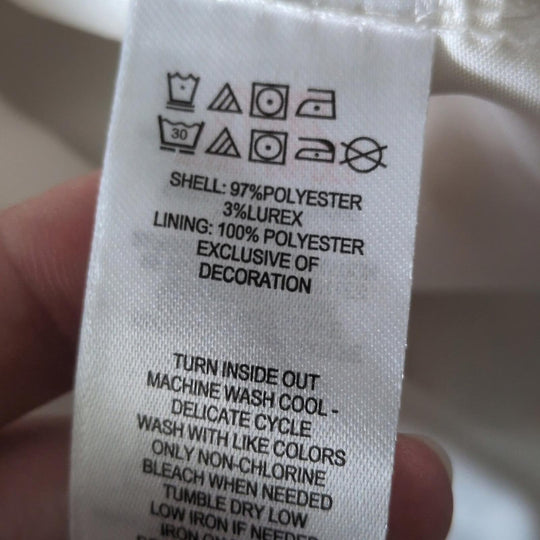 30
SHELL: 97%POLYESTER
3%LUREX
LINING: 100% POLYESTER
EXCLUSIVE OF
DECORATION
TURN INSIDE OUT
MACHINE WASH COOL -
DELICATE CYCLE
WASH WITH LIKE COLORS
ONLY NON-CHLORINE
BLEACH WHEN NEEDED
TUMBLE DRY LOW
LOW IRON IF NEEDED
IRON